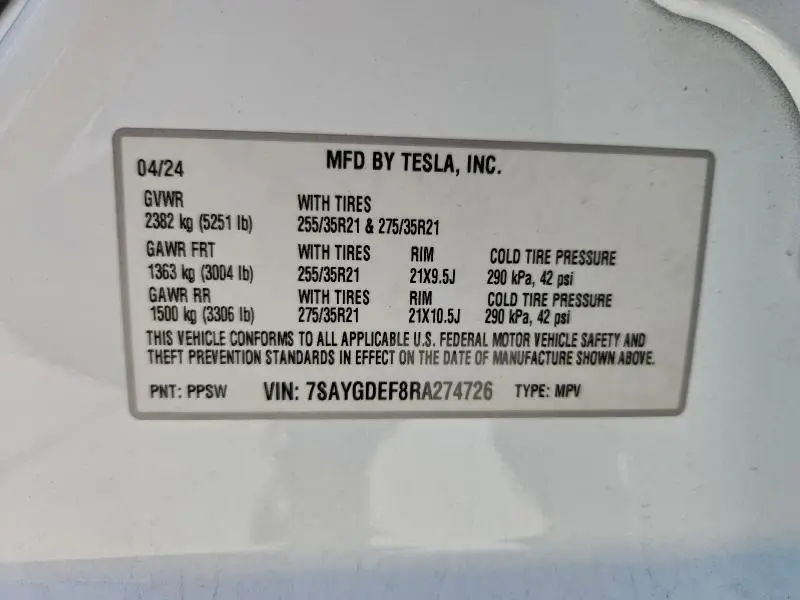 MFD BY TESLA, INC.
04/24
GVWR WITH TIRES
2382 kg (5251 lb) 255/35R21 & 275/35R21
GAWR FRT WITH TIRES RIM COLD TIRE PRESSURE
1363 kg (3004 lb) 255/35R21 21X9.5J 290 kPa, 42 psi
GAWR RR WITH TIRES RIM COLD TIRE PRESSURE
1500 kg (3306 lb) 275/35R21 21X10.5J 290 kPa, 42 psi
THIS VEHICLE CONFORMS TO ALL APPLICABLE U.S. FEDERAL MOTOR VEHICLE SAFETY AND
THEFT PREVENTION STANDARDS IN EFFECT ON THE DATE OF MANUFACTURE SHOWN ABOVE.
PNT: PPSW VIN: 7SAYGDEF8RA274726 TYPE: MPV